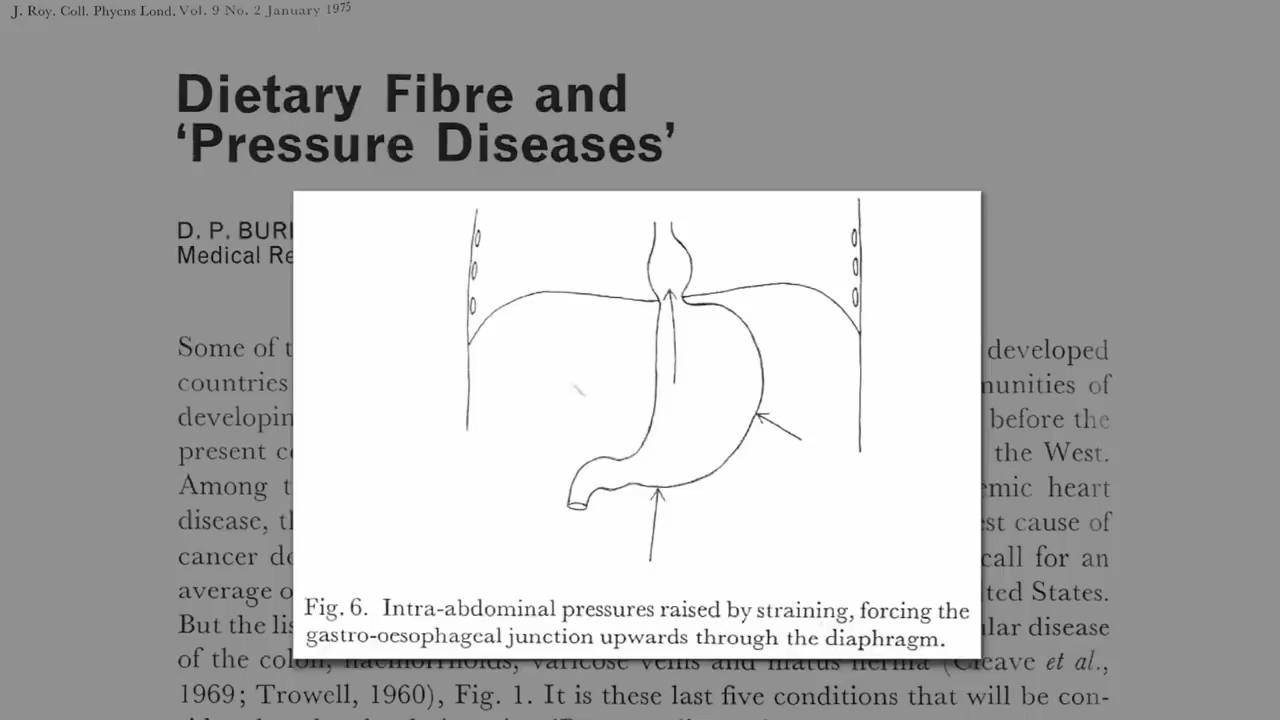 J. Roy. Coll. Phycns Lond. Vol. 9 No. 2 January 1975
Dietary Fibre and
‘Pressure Diseases’
D. P. BUR
Medical Re
Some of t developed
countries munities of
developin before the
present c the West.
Among t emic heart
disease, t st cause of
cancer de call for an
average o ted States.
But the lis lar disease
of the colon, haemorrhoids, varicose veins and hiatus hernia (Cleave et al.,
1969; Trowell, 1960), Fig. 1. It is these last five conditions that will be con-
Fig. 6. Intra-abdominal pressures raised by straining, forcing the
gastro-oesophageal junction upwards through the diaphragm.